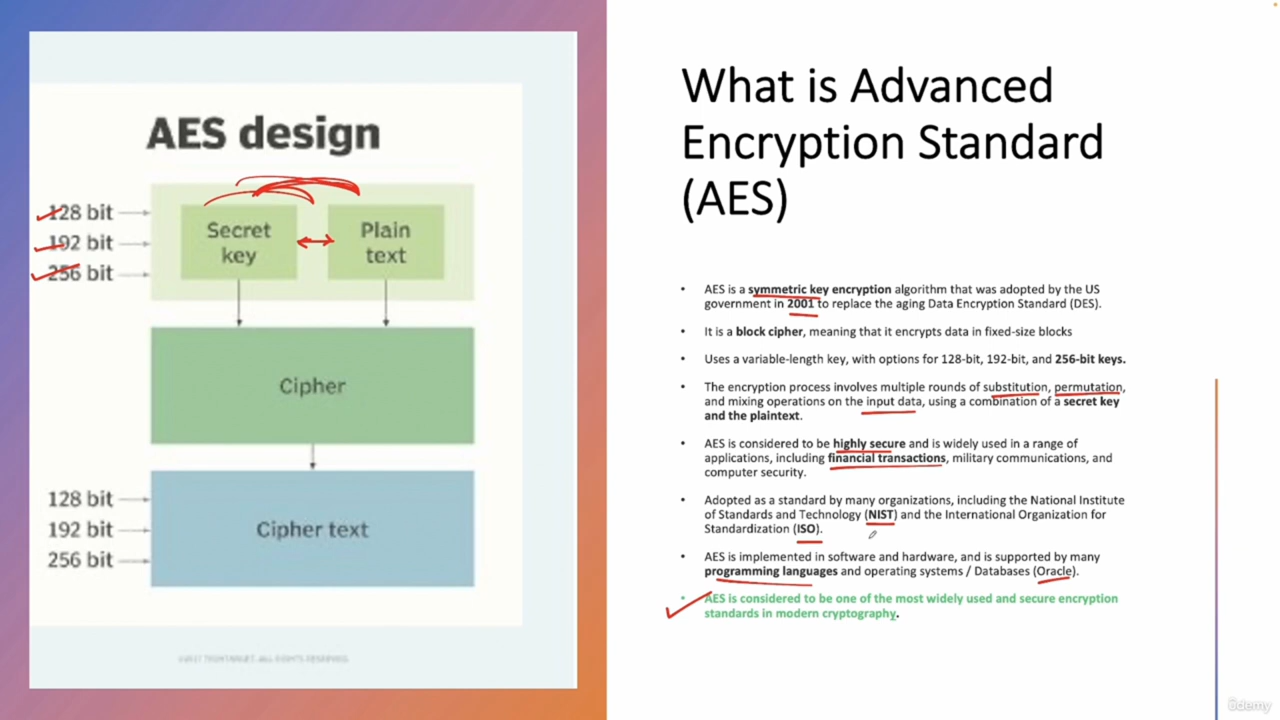 AES design
128 bit
192 bit
256 bit
Secret
key
Plain
text
Cipher
128 bit
192 bit
256 bit
Cipher text
What is Advanced
Encryption Standard
(AES)
• AES is a symmetric key encryption algorithm that was adopted by the US
government in 2001 to replace the aging Data Encryption Standard (DES).
• It is a block cipher, meaning that it encrypts data in fixed-size blocks
• Uses a variable-length key, with options for 128-bit, 192-bit, and 256-bit keys.
• The encryption process involves multiple rounds of substitution, permutation,
and mixing operations on the input data, using a combination of a secret key
and the plaintext.
• AES is considered to be highly secure and is widely used in a range of
applications, including financial transactions, military communications, and
computer security.
• Adopted as a standard by many organizations, including the National Institute
of Standards and Technology (NIST) and the International Organization for
Standardization (ISO).
• AES is implemented in software and hardware, and is supported by many
programming languages and operating systems / Databases (Oracle).
• AES is considered to be one of the most widely used and secure encryption
standards in modern cryptography.
TECHTARGET. ALL RIGHTS RESERVED.
ûdemy